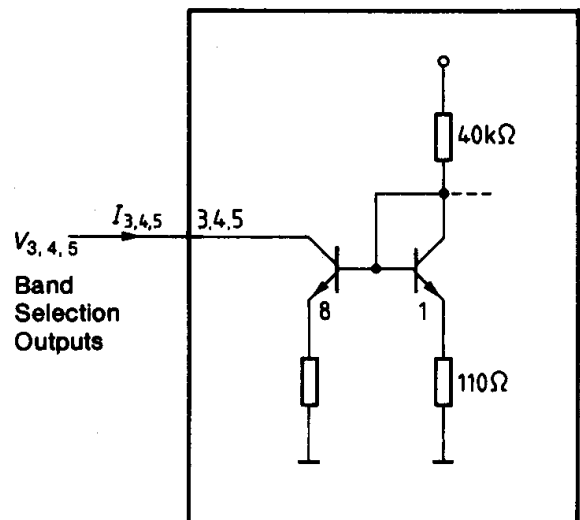 40kΩ
I3,4,5
3,4,5
V3, 4, 5
Band
Selection
Outputs
8
1
110Ω